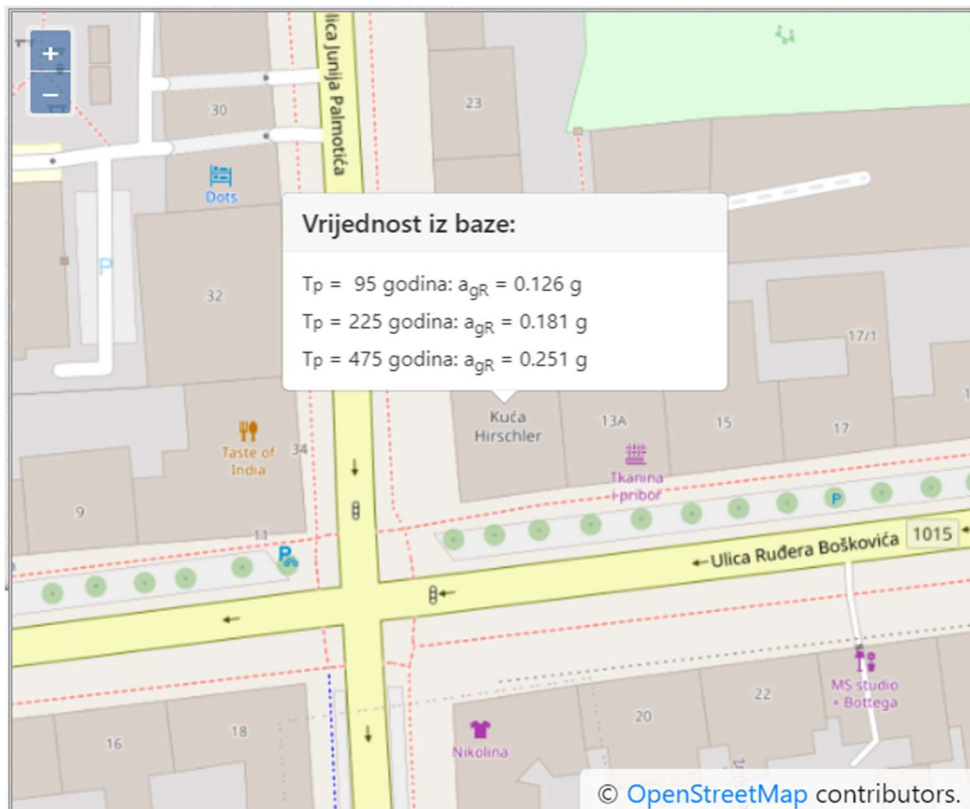 +
−
lica Junija Palmotića
23
30
Dots
P
32
Vrijednost iz baze:
Tp = 95 godina: agR = 0.126 g
Tp = 225 godina: agR = 0.181 g
Tp = 475 godina: agR = 0.251 g
17/1
Kuća
Hirschler
13A
15
17
Taste of
India
34
Tkanina
i pribor
P
9
11
P
Ulica Ruđera Boškovića
1015
MS studio
• Bottega
22
20
18
16
Nikolina
© OpenStreetMap contributors.